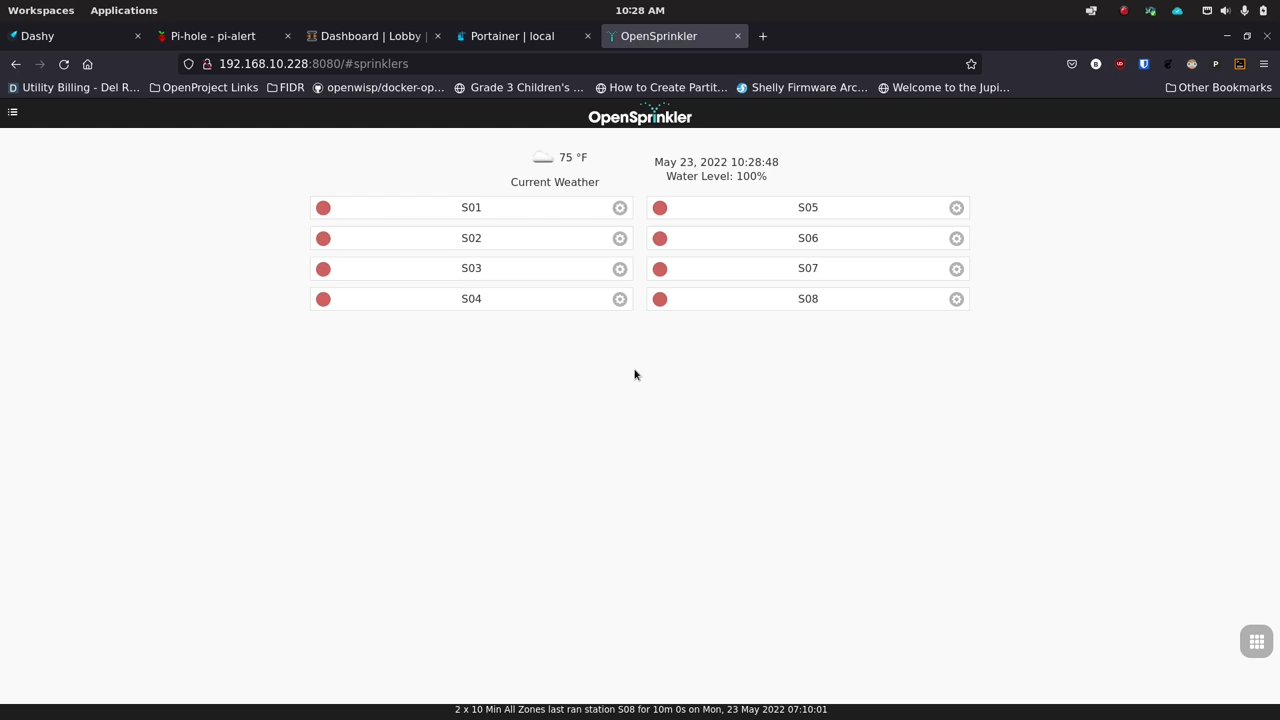 Workspaces Applications 10:28 AM
Dashy Pi-hole - pi-alert Dashboard | Lobby | Portainer | local OpenSprinkler
192.168.10.228:8080/#sprinklers
Utility Billing - Del R... OpenProject Links FIDR openwisp/docker-op... Grade 3 Children's ... How to Create Partit... Shelly Firmware Arc... Welcome to the Jupi... Other Bookmarks
OpenSprinkler
75 °F
Current Weather
May 23, 2022 10:28:48
Water Level: 100%
S01 S05
S02 S06
S03 S07
S04 S08
2 x 10 Min All Zones last ran station S08 for 10m 0s on Mon, 23 May 2022 07:10:01